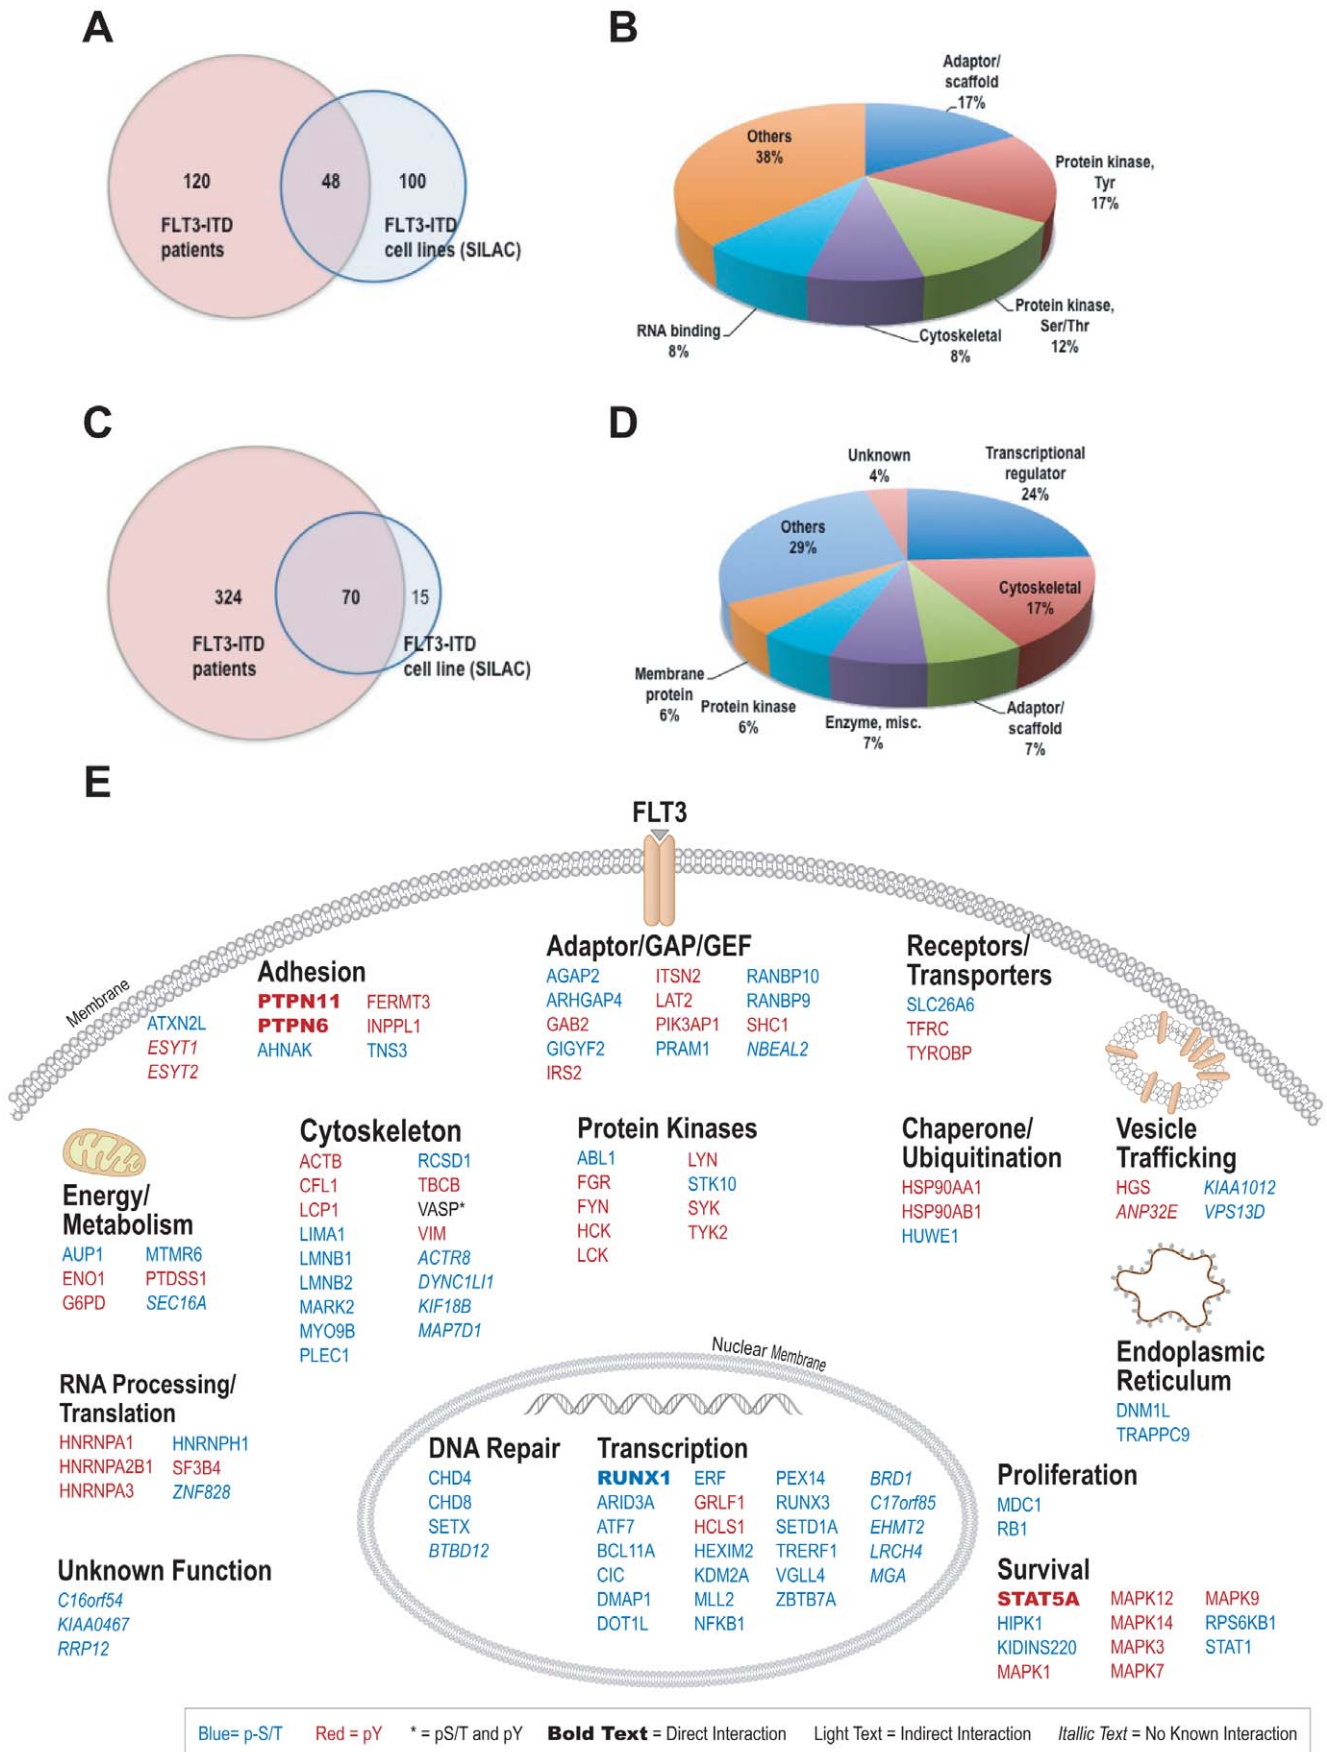 A
120
48
100
FLT3-ITD
patients
FLT3-ITD
cell lines (SILAC)
B
Adaptor/
scaffold
17%
Others
38%
Protein kinase,
Tyr
17%
Protein kinase,
Ser/Thr
12%
Cytoskeletal
8%
RNA binding
8%
C
324
70
15
FLT3-ITD
patients
FLT3-ITD
cell line (SILAC)
D
Unknown
4%
Transcriptional
regulator
24%
Others
29%
Cytoskeletal
17%
Membrane
protein
6%
Protein kinase
6%
Enzyme, misc.
7%
Adaptor/
scaffold
7%
E
FLT3
Membrane
ATXN2L
ESYT1
ESYT2
Adhesion
PTPN11 FERMT3
PTPN6 INPPL1
AHNAK TNS3
Adaptor/GAP/GEF
AGAP2 ITSN2 RANBP10
ARHGAP4 LAT2 RANBP9
GAB2 PIK3AP1 SHC1
GIGYF2 PRAM1 NBEAL2
IRS2
Receptors/
Transporters
SLC26A6
TFRC
TYROBP
Energy/
Metabolism
AUP1 MTMR6
ENO1 PTDSS1
G6PD SEC16A
Cytoskeleton
ACTB RCSD1
CFL1 TBCB
LCP1 VASP*
LIMA1 VIM
LMNB1 ACTR8
LMNB2 DYNC1LI1
MARK2 KIF18B
MYO9B MAP7D1
PLEC1
Protein Kinases
ABL1 LYN
FGR STK10
FYN SYK
HCK TYK2
LCK
Chaperone/
Ubiquitination
HSP90AA1
HSP90AB1
HUWE1
Vesicle
Trafficking
HGS KIAA1012
ANP32E VPS13D
Endoplasmic
Reticulum
DNM1L
TRAPPC9
RNA Processing/
Translation
HNRNPA1 HNRNPH1
HNRNPA2B1 SF3B4
HNRNPA3 ZNF828
Unknown Function
C16orf54
KIAA0467
RRP12
Nuclear Membrane
DNA Repair
CHD4
CHD8
SETX
BTBD12
Transcription
RUNX1 ERF PEX14 BRD1
ARID3A GRLF1 RUNX3 C17orf85
ATF7 HCLS1 SETD1A EHMT2
BCL11A HEXIM2 TRERF1 LRCH4
CIC KDM2A VGLL4 MGA
DMAP1 MLL2 ZBTB7A
DOT1L NFKB1
Proliferation
MDC1
RB1
Survival
STAT5A MAPK12 MAPK9
HIPK1 MAPK14 RPS6KB1
KIDINS220 MAPK3 STAT1
MAPK1 MAPK7
Blue= p-S/T Red = pY * = pS/T and pY Bold Text = Direct Interaction Light Text = Indirect Interaction Itallic Text = No Known Interaction